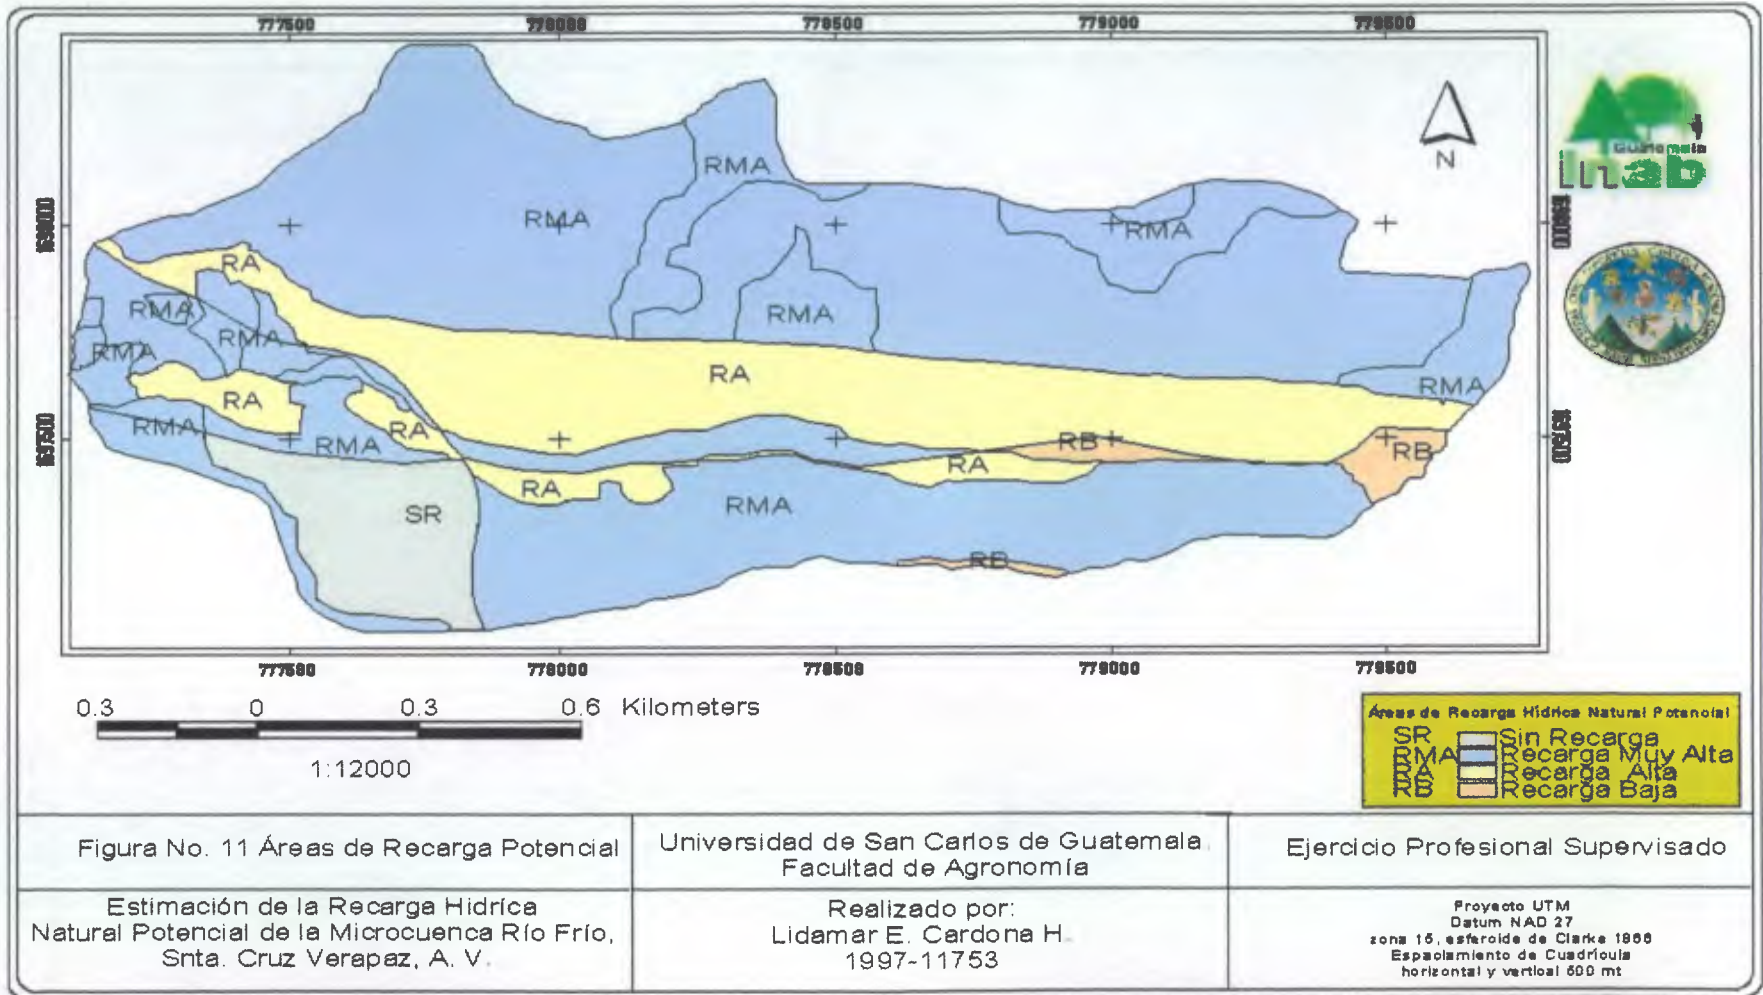 777500 778000 778500 779000 779500
RMA
RMA
RMA
RA
RMA
RMA
RMA
RMA
RA
RMA
RA
RMA
RA
RMA
RB
RB
RA
RA
RMA
SR
RB
N
Guatemala
inab
777500 778000 778500 779000 779500
0.3 0 0.3 0.6 Kilometers
1:12000
Áreas de Recarga Hídrica Natural Potencial
SR Sin Recarga
RMA Recarga Muy Alta
RA Recarga Alta
RB Recarga Baja
Figura No. 11 Áreas de Recarga Potencial
Universidad de San Carlos de Guatemala
Facultad de Agronomía
Ejercicio Profesional Supervisado
Estimación de la Recarga Hidríca
Natural Potencial de la Microcuenca Río Frío,
Snta. Cruz Verapaz, A. V.
Realizado por:
Lidamar E. Cardona H.
1997-11753
Proyecto UTM
Datum NAD 27
zona 15, esferoide de Clarke 1866
Espaciamiento de Cuadrícula
horizontal y vertical 500 mt